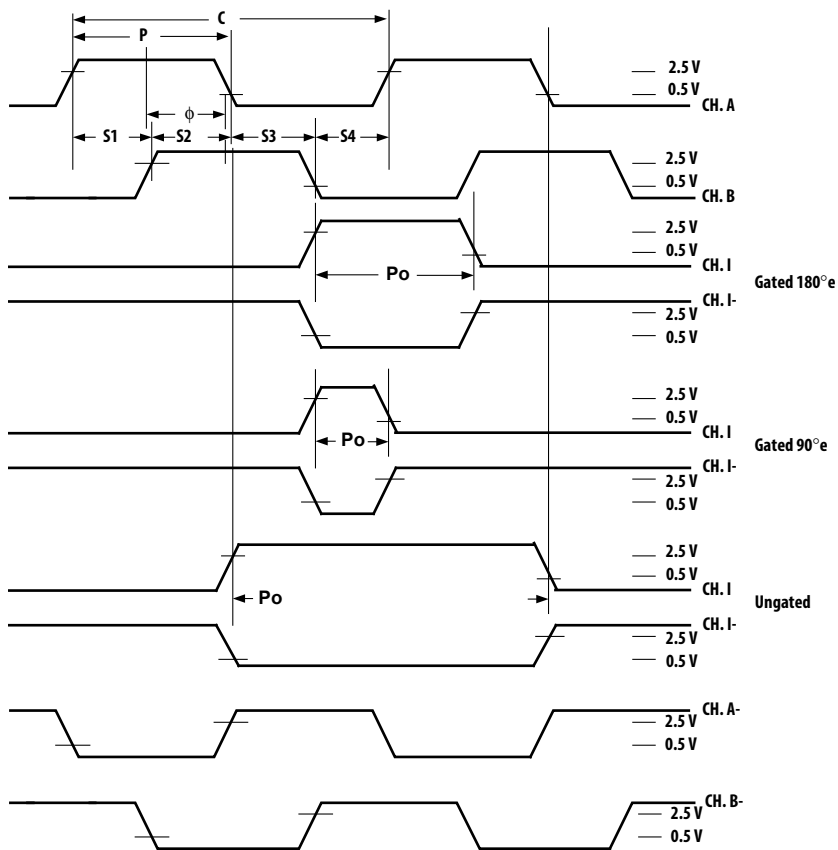 C
P
2.5 V
0.5 V
CH. A
ϕ
S1 S2 S3 S4
2.5 V
0.5 V
CH. B
2.5 V
0.5 V
CH. I
Po
Gated 180°e
CH. I-
2.5 V
0.5 V
2.5 V
0.5 V
CH. I
Po
Gated 90°e
CH. I-
2.5 V
0.5 V
2.5 V
0.5 V
CH. I
Po
Ungated
CH. I-
2.5 V
0.5 V
CH. A-
2.5 V
0.5 V
CH. B-
2.5 V
0.5 V